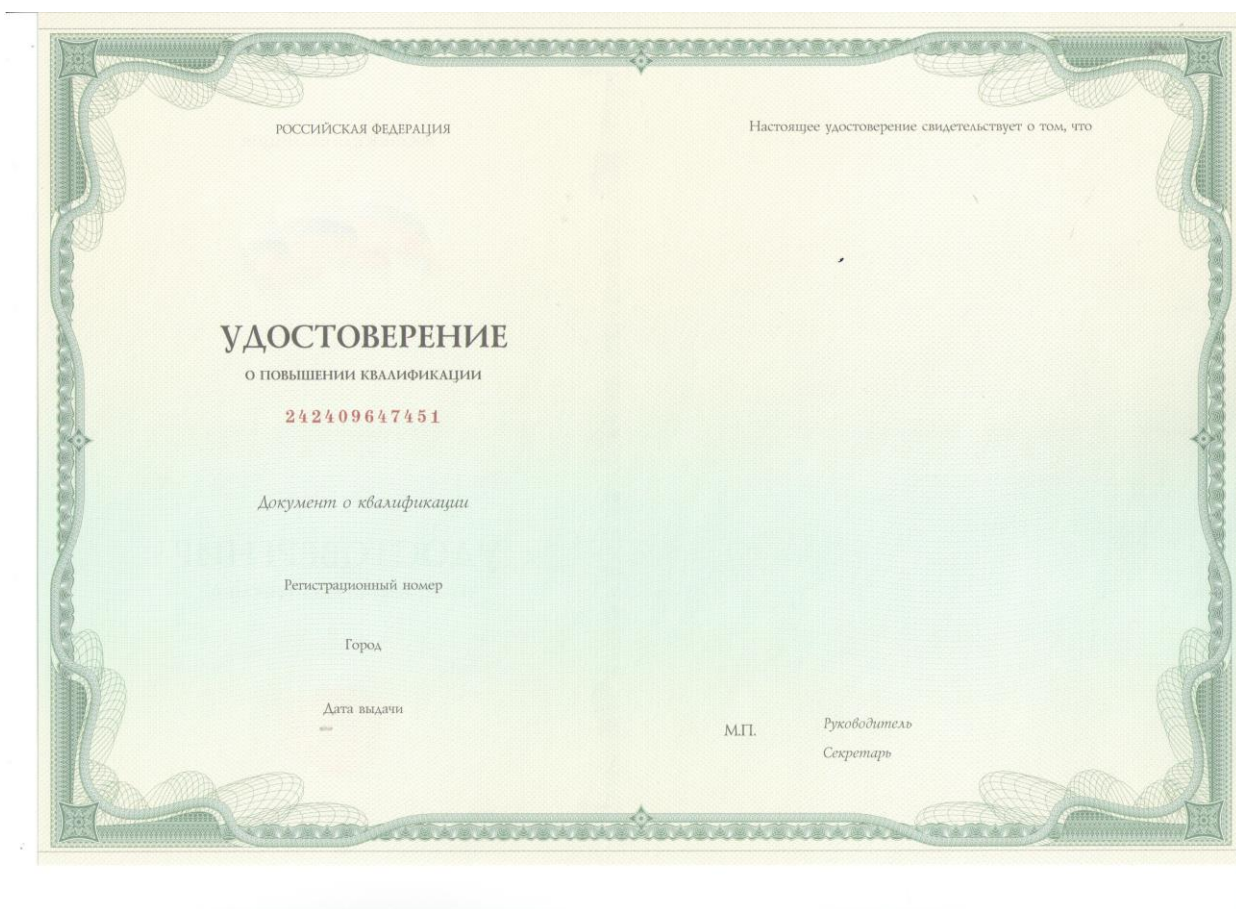 РОССИЙСКАЯ ФЕДЕРАЦИЯ
УДОСТОВЕРЕНИЕ
О ПОВЫШЕНИИ КВАЛИФИКАЦИИ
242409647451
Документ о квалификации
Регистрационный номер
Город
Дата выдачи
Настоящее удостоверение свидетельствует о том, что
М.П.
Руководитель
Секретарь